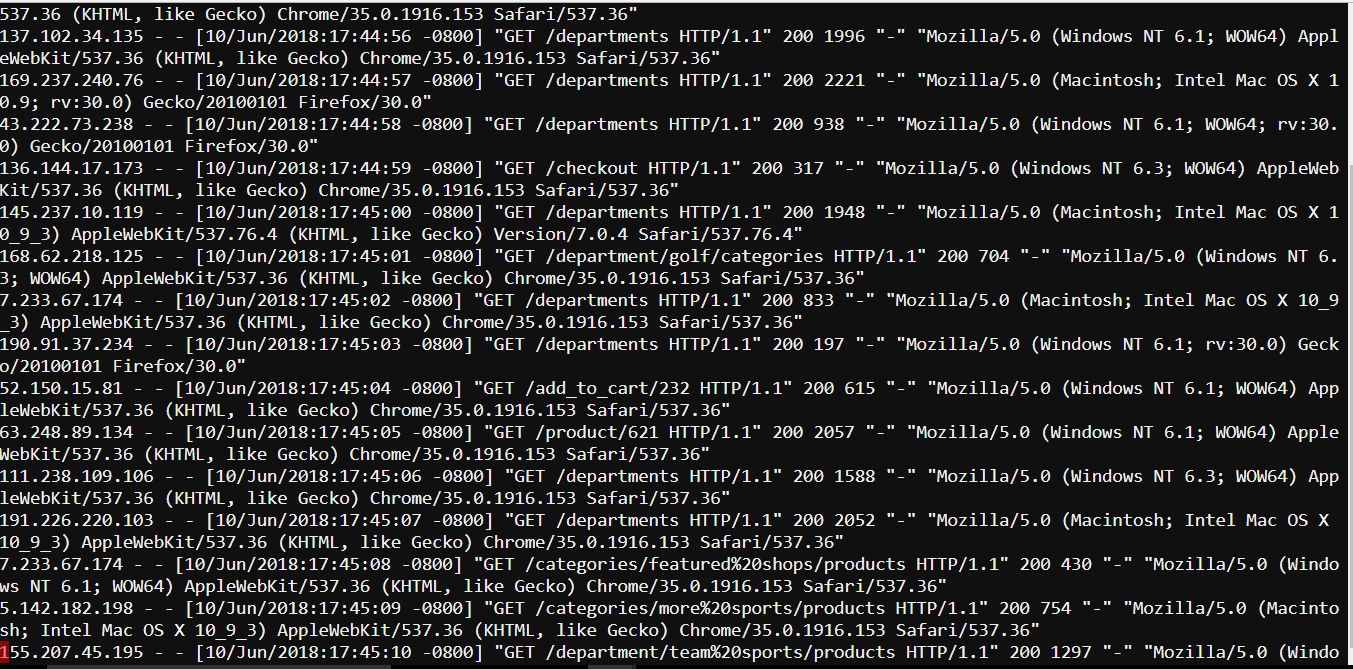 537.36 (KHTML, like Gecko) Chrome/35.0.1916.153 Safari/537.36"
137.102.34.135 - - [10/Jun/2018:17:44:56 -0800] "GET /departments HTTP/1.1" 200 1996 "-" "Mozilla/5.0 (Windows NT 6.1; WOW64) Appl
eWebKit/537.36 (KHTML, like Gecko) Chrome/35.0.1916.153 Safari/537.36"
169.237.240.76 - - [10/Jun/2018:17:44:57 -0800] "GET /departments HTTP/1.1" 200 2221 "-" "Mozilla/5.0 (Macintosh; Intel Mac OS X 1
0.9; rv:30.0) Gecko/20100101 Firefox/30.0"
43.222.73.238 - - [10/Jun/2018:17:44:58 -0800] "GET /departments HTTP/1.1" 200 938 "-" "Mozilla/5.0 (Windows NT 6.1; WOW64; rv:30.
0) Gecko/20100101 Firefox/30.0"
136.144.17.173 - - [10/Jun/2018:17:44:59 -0800] "GET /checkout HTTP/1.1" 200 317 "-" "Mozilla/5.0 (Windows NT 6.3; WOW64) AppleWeb
Kit/537.36 (KHTML, like Gecko) Chrome/35.0.1916.153 Safari/537.36"
145.237.10.119 - - [10/Jun/2018:17:45:00 -0800] "GET /departments HTTP/1.1" 200 1948 "-" "Mozilla/5.0 (Macintosh; Intel Mac OS X 1
0_9_3) AppleWebKit/537.76.4 (KHTML, like Gecko) Version/7.0.4 Safari/537.76.4"
168.62.218.125 - - [10/Jun/2018:17:45:01 -0800] "GET /department/golf/categories HTTP/1.1" 200 704 "-" "Mozilla/5.0 (Windows NT 6.
3; WOW64) AppleWebKit/537.36 (KHTML, like Gecko) Chrome/35.0.1916.153 Safari/537.36"
7.233.67.174 - - [10/Jun/2018:17:45:02 -0800] "GET /departments HTTP/1.1" 200 833 "-" "Mozilla/5.0 (Macintosh; Intel Mac OS X 10_9
_3) AppleWebKit/537.36 (KHTML, like Gecko) Chrome/35.0.1916.153 Safari/537.36"
190.91.37.234 - - [10/Jun/2018:17:45:03 -0800] "GET /departments HTTP/1.1" 200 197 "-" "Mozilla/5.0 (Windows NT 6.1; rv:30.0) Geck
o/20100101 Firefox/30.0"
52.150.15.81 - - [10/Jun/2018:17:45:04 -0800] "GET /add_to_cart/232 HTTP/1.1" 200 615 "-" "Mozilla/5.0 (Windows NT 6.1; WOW64) App
leWebKit/537.36 (KHTML, like Gecko) Chrome/35.0.1916.153 Safari/537.36"
63.248.89.134 - - [10/Jun/2018:17:45:05 -0800] "GET /product/621 HTTP/1.1" 200 2057 "-" "Mozilla/5.0 (Windows NT 6.1; WOW64) Apple
WebKit/537.36 (KHTML, like Gecko) Chrome/35.0.1916.153 Safari/537.36"
111.238.109.106 - - [10/Jun/2018:17:45:06 -0800] "GET /departments HTTP/1.1" 200 1588 "-" "Mozilla/5.0 (Windows NT 6.3; WOW64) App
leWebKit/537.36 (KHTML, like Gecko) Chrome/35.0.1916.153 Safari/537.36"
191.226.220.103 - - [10/Jun/2018:17:45:07 -0800] "GET /departments HTTP/1.1" 200 2052 "-" "Mozilla/5.0 (Macintosh; Intel Mac OS X
10_9_3) AppleWebKit/537.36 (KHTML, like Gecko) Chrome/35.0.1916.153 Safari/537.36"
7.233.67.174 - - [10/Jun/2018:17:45:08 -0800] "GET /categories/featured%20shops/products HTTP/1.1" 200 430 "-" "Mozilla/5.0 (Windo
ws NT 6.1; WOW64) AppleWebKit/537.36 (KHTML, like Gecko) Chrome/35.0.1916.153 Safari/537.36"
5.142.182.198 - - [10/Jun/2018:17:45:09 -0800] "GET /categories/more%20sports/products HTTP/1.1" 200 754 "-" "Mozilla/5.0 (Macinto
sh; Intel Mac OS X 10_9_3) AppleWebKit/537.36 (KHTML, like Gecko) Chrome/35.0.1916.153 Safari/537.36"
155.207.45.195 - - [10/Jun/2018:17:45:10 -0800] "GET /department/team%20sports/products HTTP/1.1" 200 1297 "-" "Mozilla/5.0 (Windo